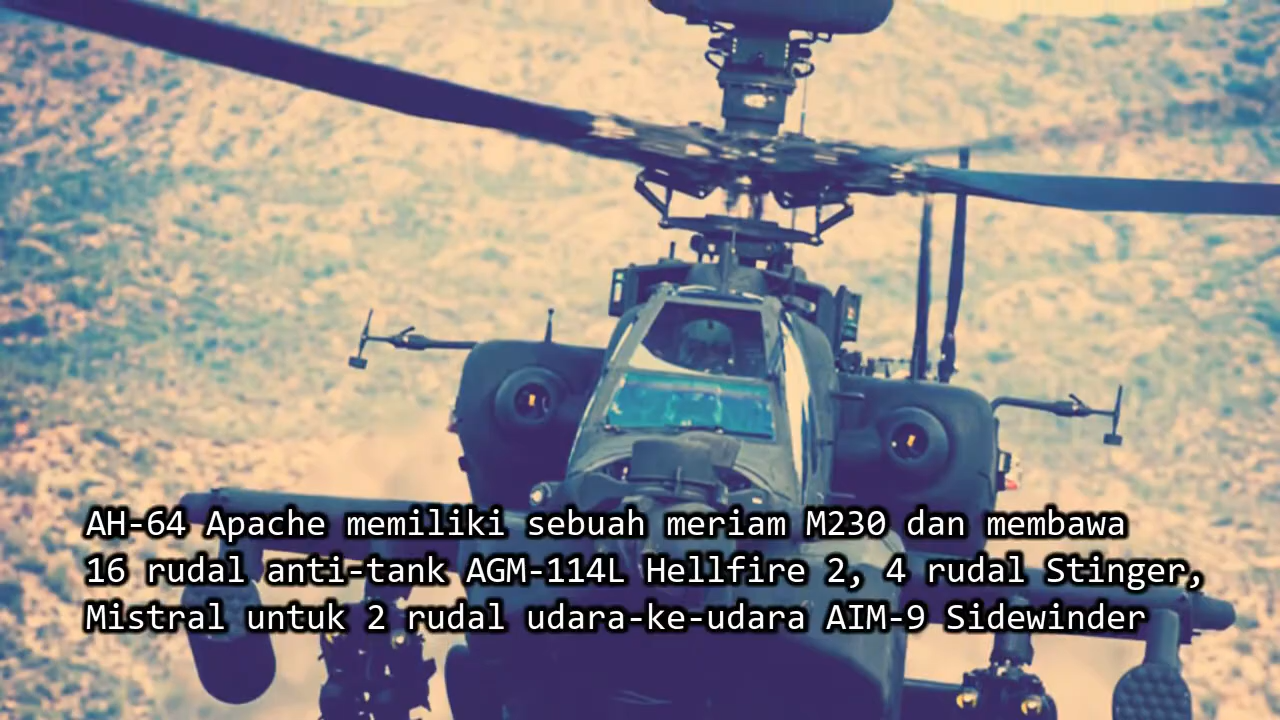 AH-64 Apache memiliki sebuah meriam M230 dan membawa
16 rudal anti-tank AGM-114L Hellfire 2, 4 rudal Stinger,
Mistral untuk 2 rudal udara-ke-udara AIM-9 Sidewinder